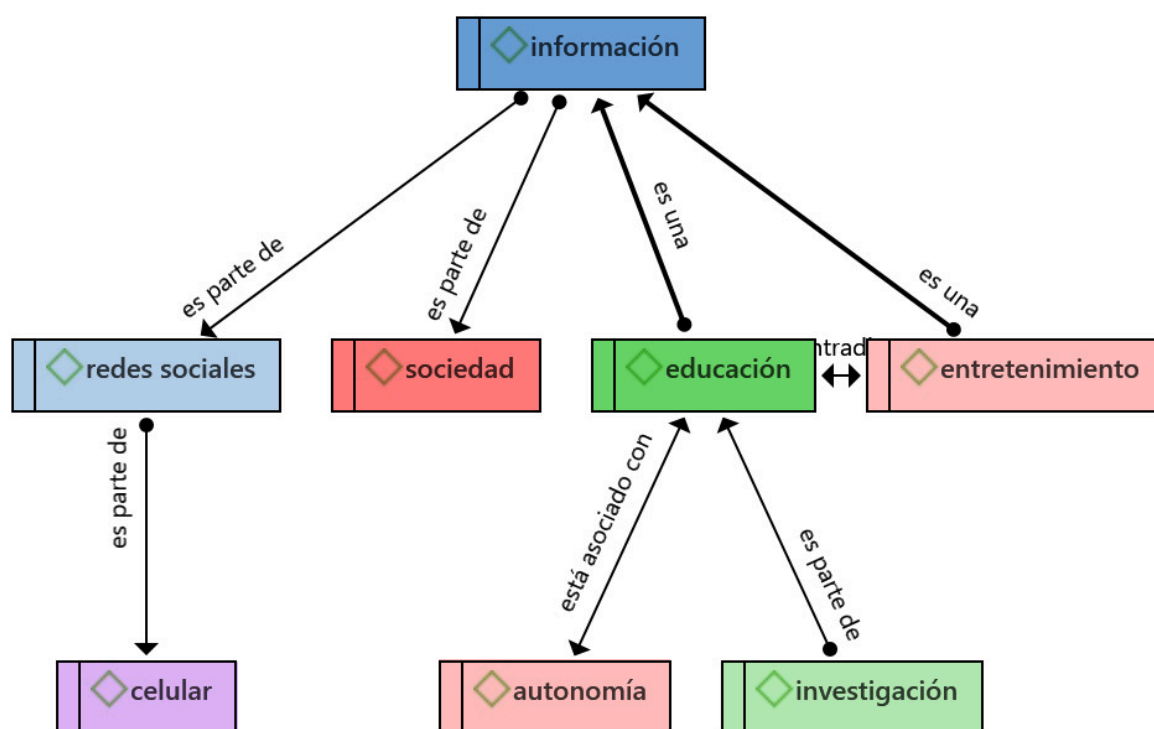 información
es una
es parte de
es parte de
es una
redes sociales
sociedad
educación
entretenimiento
es parte de
está asociado con
es parte de
celular
autonomía
investigación